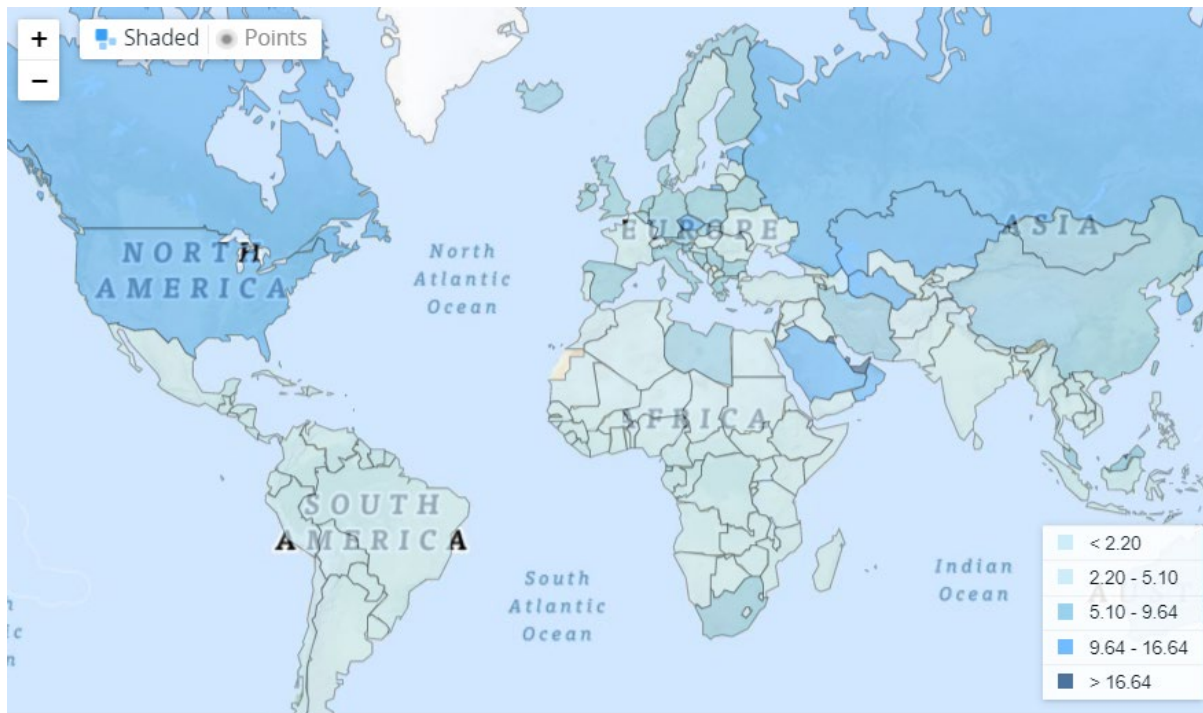 +
−
Shaded
Points
NORTH
AMERICA
North
Atlantic
Ocean
EUROPE
ASIA
AFRICA
SOUTH
AMERICA
South
Atlantic
Ocean
Indian
Ocean
< 2.20
2.20 - 5.10
5.10 - 9.64
9.64 - 16.64
> 16.64